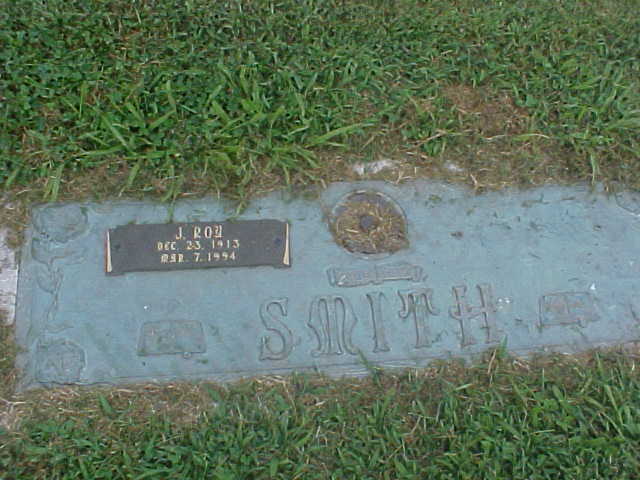 J. ROY
DEC. 23, 1913
MAR. 7, 1994
SMITH